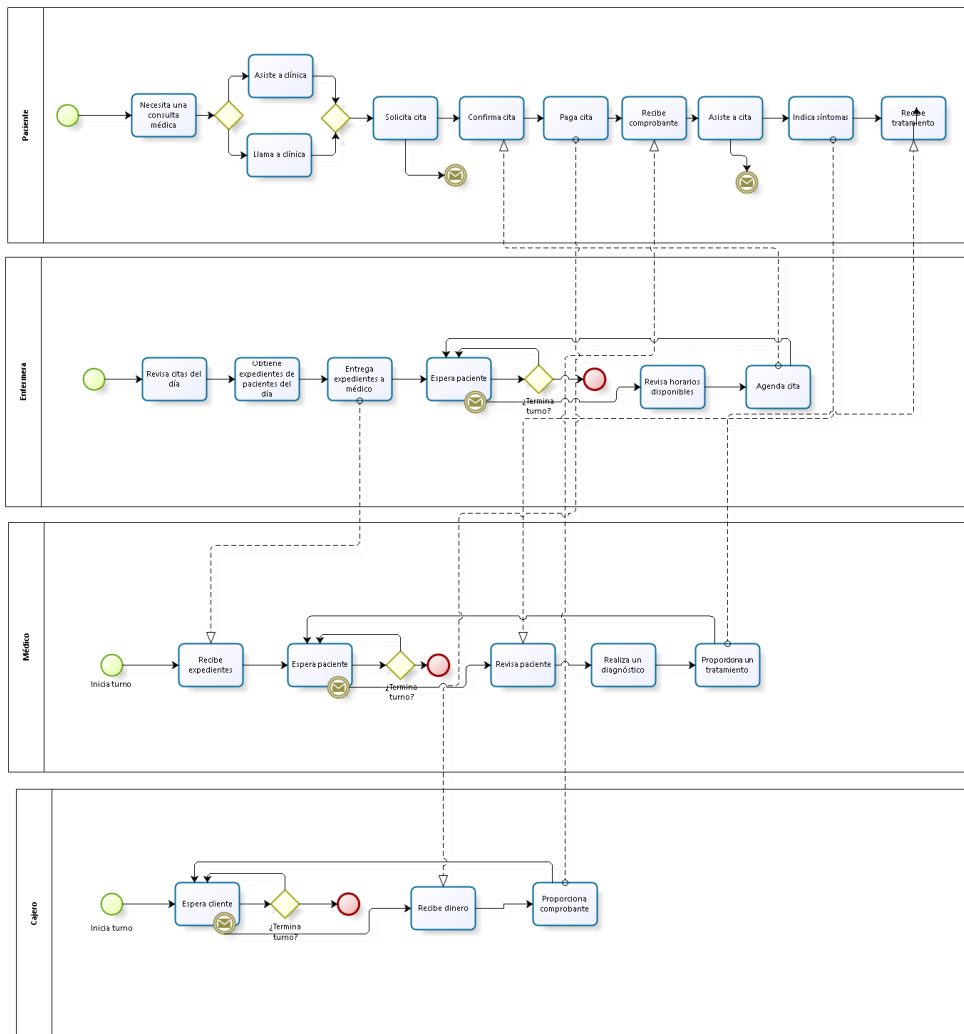 Paciente
Necesita una
consulta
médica
Asiste a clínica
Llama a clínica
Solicita cita
Confirma cita
Paga cita
Recibe
comprobante
Asiste a cita
Indica síntomas
Recibe
tratamiento
Enfermera
Revisa citas del
día
Obtiene
expedientes de
pacientes del
día
Entrega
expedientes a
médico
Espera paciente
¿Termina
turno?
Revisa horarios
disponibles
Agenda cita
Médico
Inicia turno
Recibe
expedientes
Espera paciente
¿Termina
turno?
Revisa paciente
Realiza un
diagnóstico
Proporciona un
tratamiento
Cajero
Inicia turno
Espera cliente
¿Termina
turno?
Recibe dinero
Proporciona
comprobante